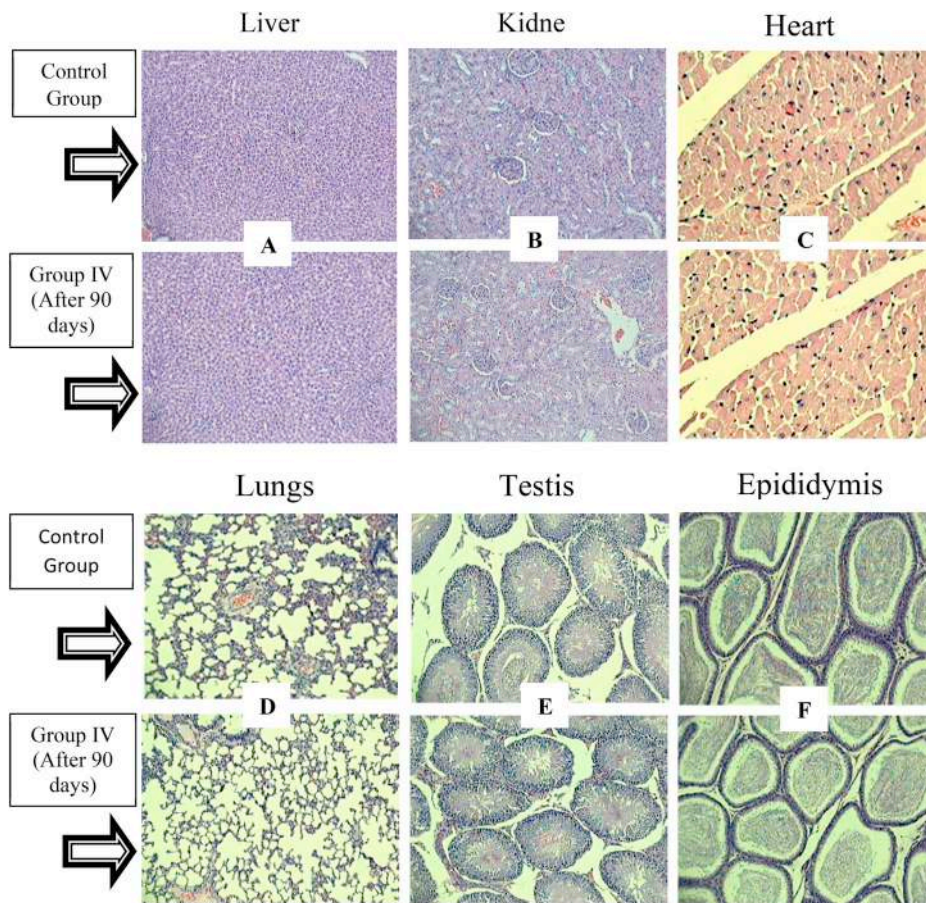 Liver Kidne Heart
Control
Group
A B C
Group IV
(After 90
days)
Lungs Testis Epididymis
Control
Group
D E F
Group IV
(After 90
days)